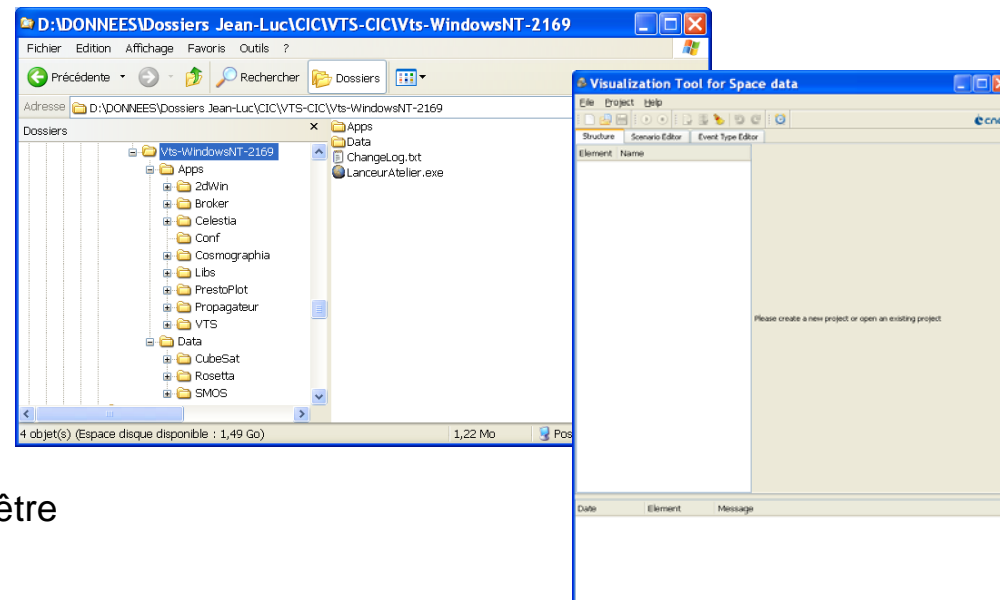 D:\DONNEES\Dossiers Jean-Luc\CIC\VTS-CIC\Vts-WindowsNT-2169
Fichier Edition Affichage Favoris Outils ?
Précédente Rechercher Dossiers
Adresse D:\DONNEES\Dossiers Jean-Luc\CIC\VTS-CIC\Vts-WindowsNT-2169
Dossiers
Vts-WindowsNT-2169
Apps
2dWin
Broker
Celestia
Conf
Cosmographia
Libs
PrestoPlot
Propagateur
VTS
Data
CubeSat
Rosetta
SMOS
Apps
Data
ChangeLog.txt
LanceurAtelier.exe
4 objet(s) (Espace disque disponible : 1,49 Go) 1,22 Mo Pos
Visualization Tool for Space data
File Project Help
Structure Scenario Editor Event Type Editor
Element Name
Please create a new project or open an existing project
Date Element Message
être